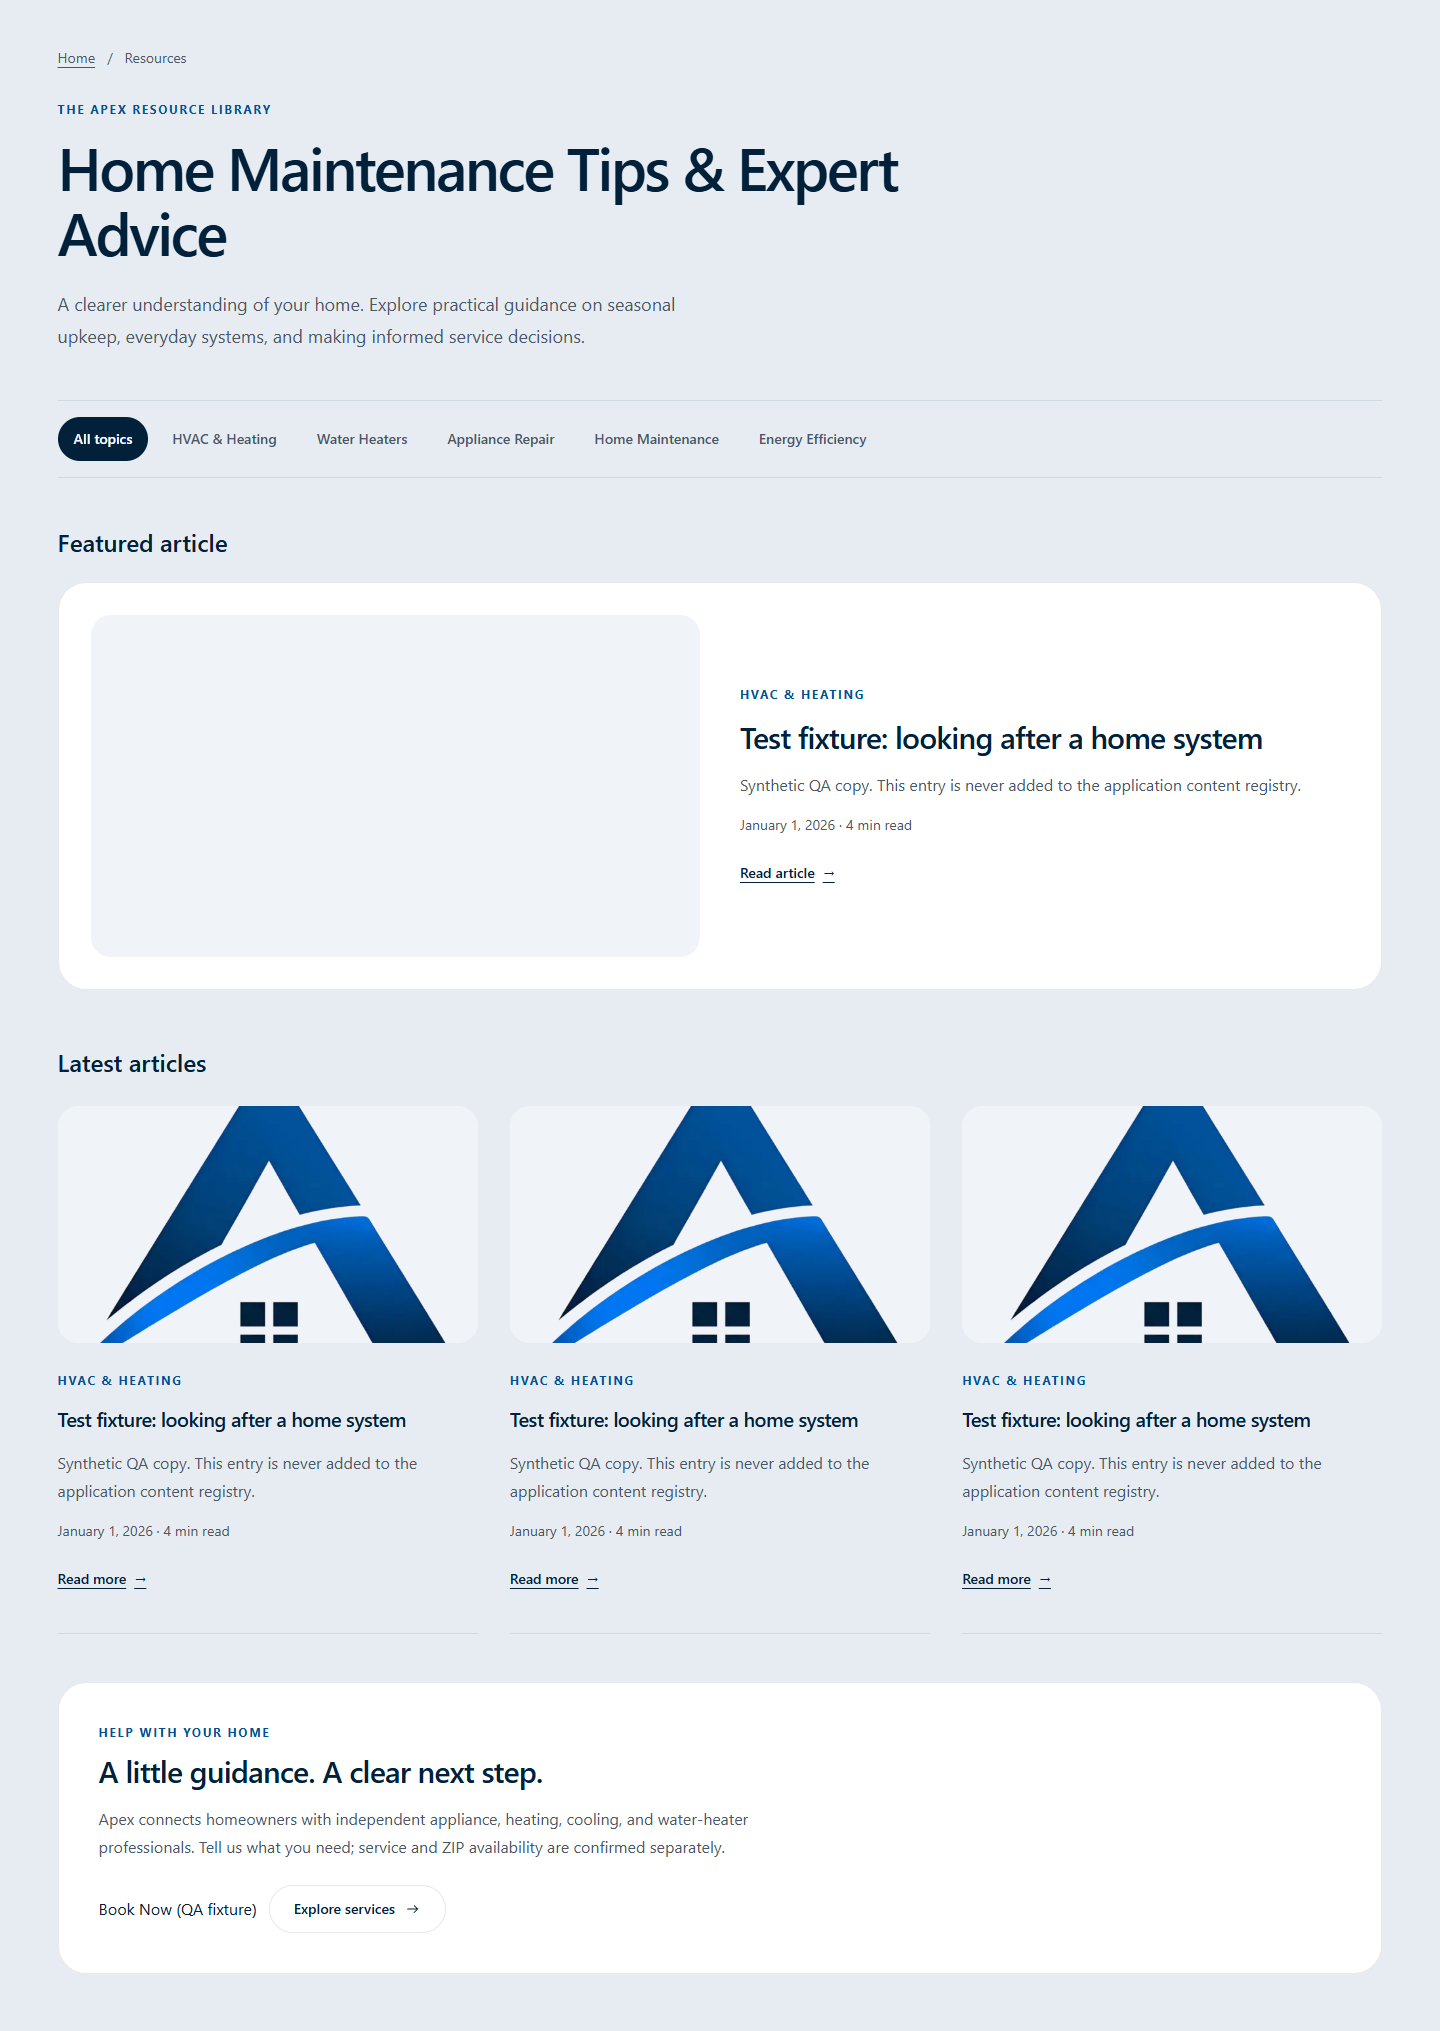 Home / Resources
THE APEX RESOURCE LIBRARY
Home Maintenance Tips & Expert
Advice
A clearer understanding of your home. Explore practical guidance on seasonal
upkeep, everyday systems, and making informed service decisions.
All topics HVAC & Heating Water Heaters Appliance Repair Home Maintenance Energy Efficiency
Featured article
HVAC & HEATING
Test fixture: looking after a home system
Synthetic QA copy. This entry is never added to the application content registry.
January 1, 2026 · 4 min read
Read article →
Latest articles
HVAC & HEATING
Test fixture: looking after a home system
Synthetic QA copy. This entry is never added to the
application content registry.
January 1, 2026 · 4 min read
Read more →
HVAC & HEATING
Test fixture: looking after a home system
Synthetic QA copy. This entry is never added to the
application content registry.
January 1, 2026 · 4 min read
Read more →
HVAC & HEATING
Test fixture: looking after a home system
Synthetic QA copy. This entry is never added to the
application content registry.
January 1, 2026 · 4 min read
Read more →
HELP WITH YOUR HOME
A little guidance. A clear next step.
Apex connects homeowners with independent appliance, heating, cooling, and water-heater
professionals. Tell us what you need; service and ZIP availability are confirmed separately.
Book Now (QA fixture) Explore services →